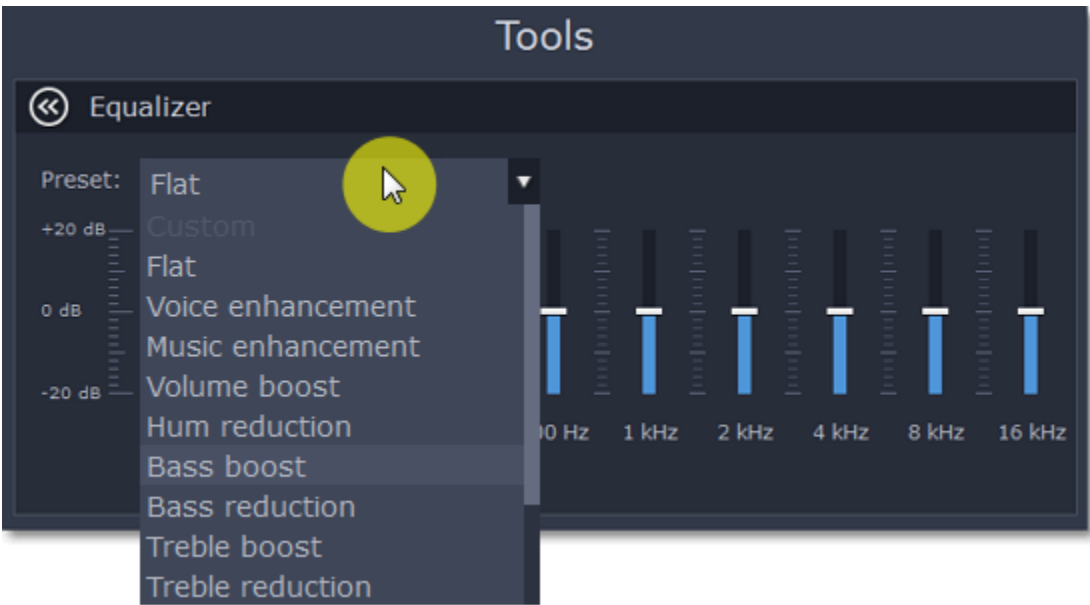 Tools
Equalizer
Preset: Flat
+20 dB
Custom
Flat
0 dB
Voice enhancement
Music enhancement
Volume boost
-20 dB
Hum reduction
00 Hz 1 kHz 2 kHz 4 kHz 8 kHz 16 kHz
Bass boost
Bass reduction
Treble boost
Treble reduction